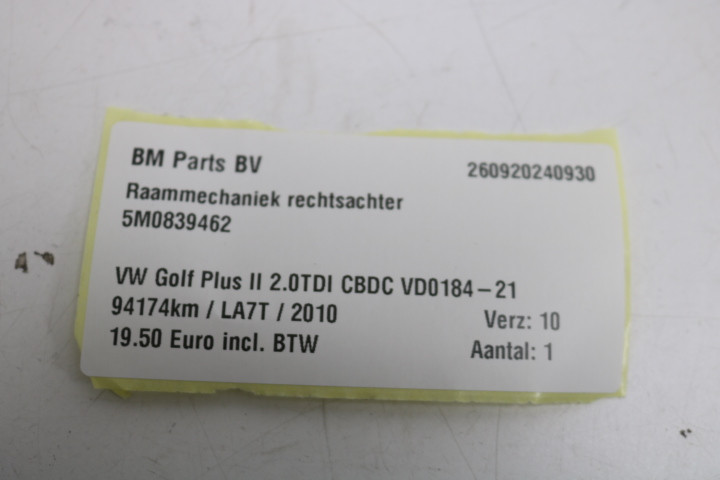 BM Parts BV 260920240930
Raammechaniek rechtsachter
5M0839462
VW Golf Plus II 2.0TDI CBDC VD0184-21
94174km / LA7T / 2010 Verz: 10
19.50 Euro incl. BTW Aantal: 1